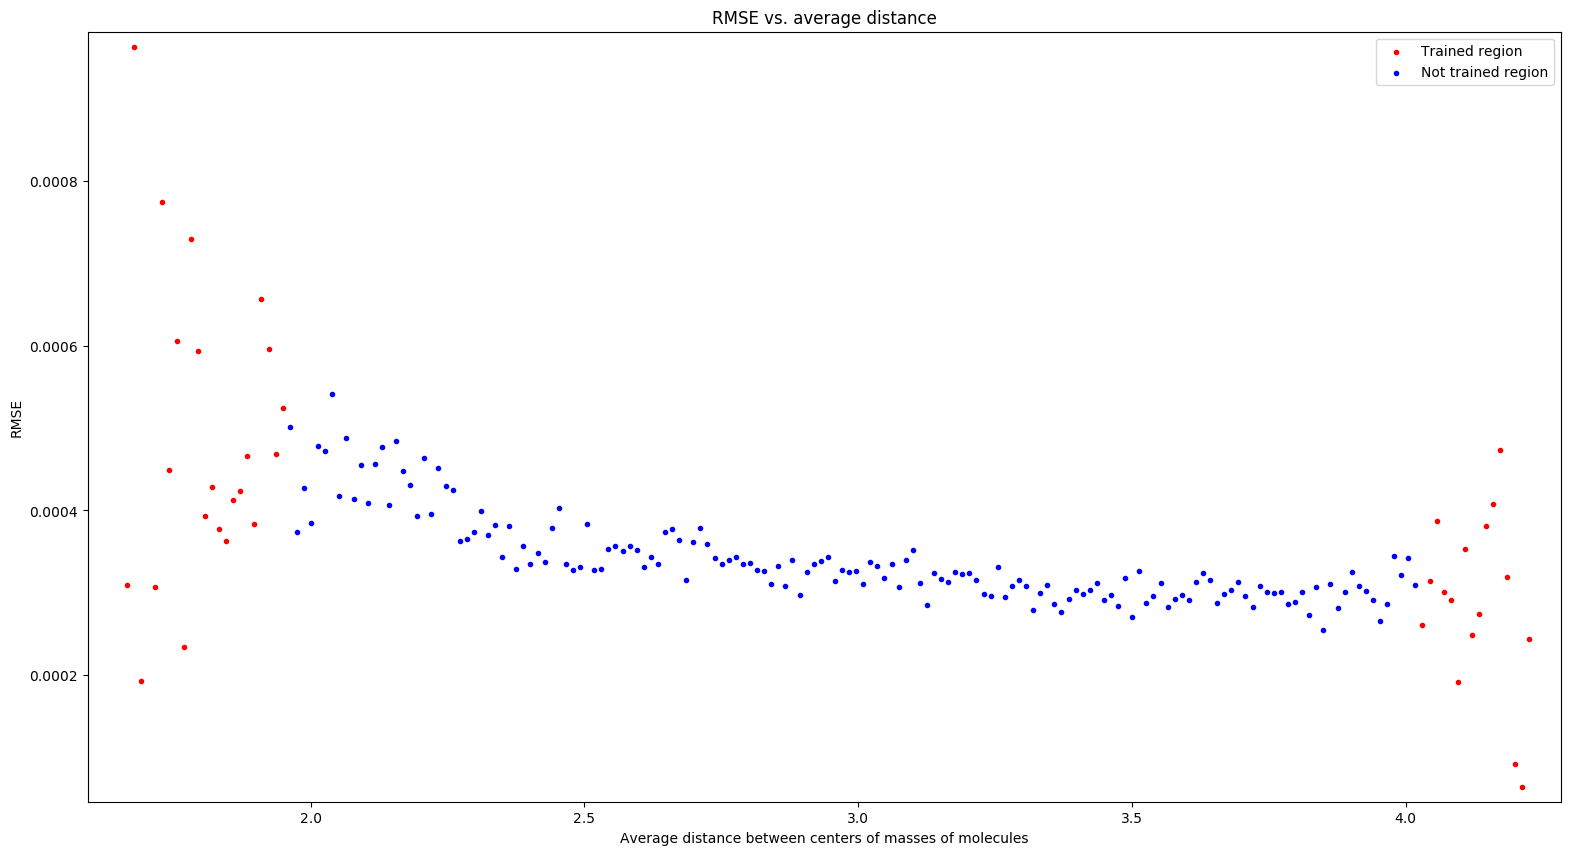 RMSE vs. average distance
Trained region
Not trained region
0.0008
0.0006
0.0004
0.0002
RMSE
2.0
2.5
3.0
3.5
4.0
Average distance between centers of masses of molecules